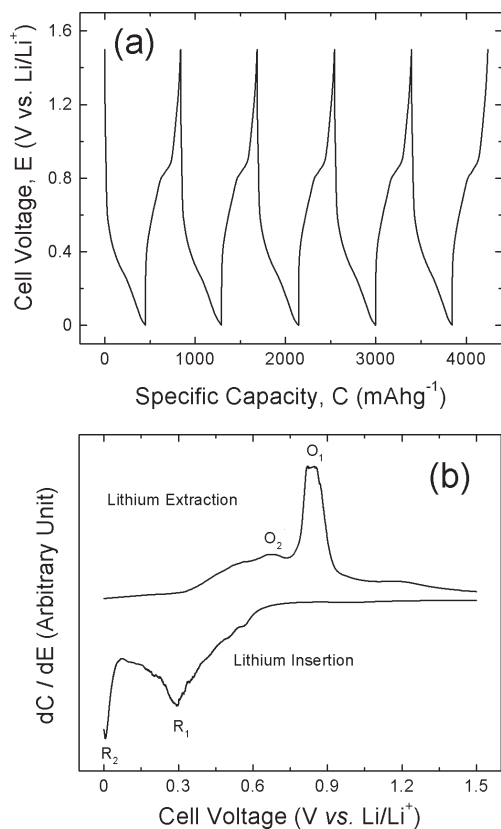 (a)
Cell Voltage, E (V vs. Li/Li⁺)
1.6
1.2
0.8
0.4
0
0 1000 2000 3000 4000
Specific Capacity, C (mAhg⁻¹)
(b)
O₁
Lithium Extraction
O₂
dC / dE (Arbitrary Unit)
Lithium Insertion
R₁
R₂
0 0.3 0.6 0.9 1.2 1.5
Cell Voltage (V vs. Li/Li⁺)